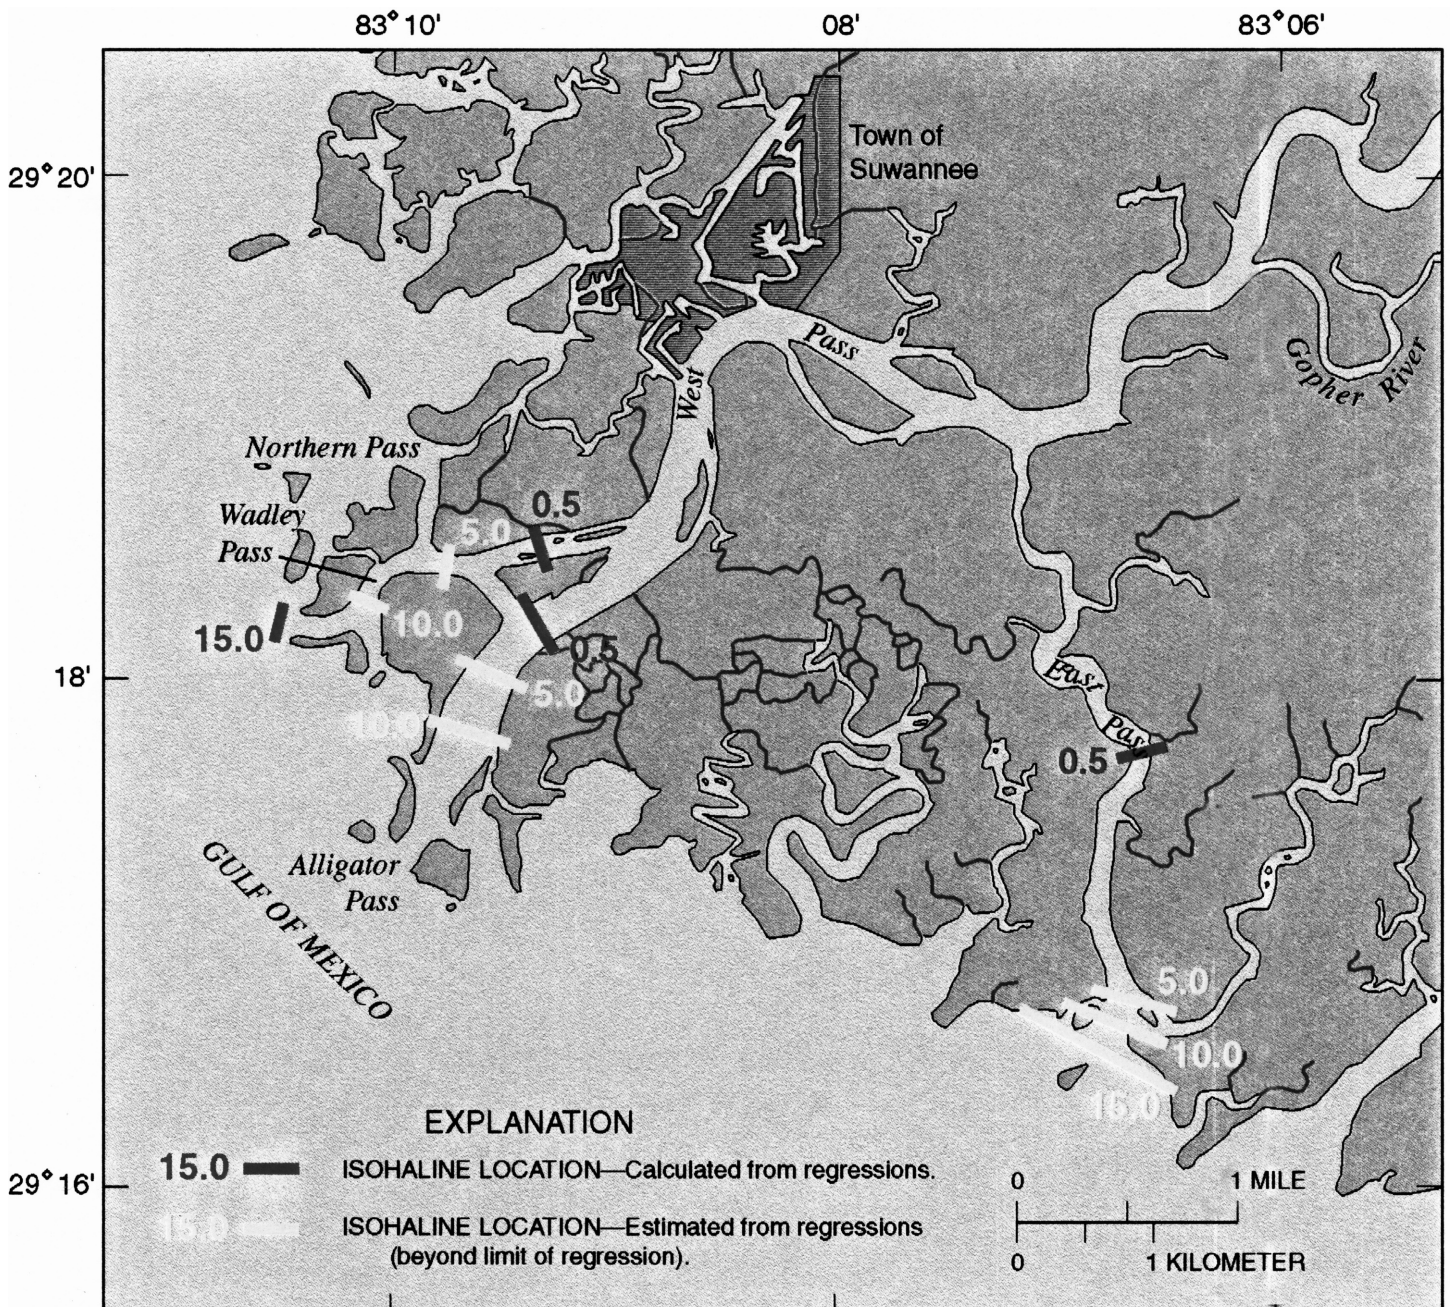 83° 10'
08'
83° 06'
29° 20'
Town of
Suwannee
Pass
Gopher River
West
Northern Pass
Wadley
Pass
0.5
5.0
10.0
15.0
0.5
5.0
10.0
18'
East
Pass
0.5
Alligator
Pass
GULF OF MEXICO
5.0
10.0
15.0
EXPLANATION
15.0 ISOHALINE LOCATION—Calculated from regressions.
15.0 ISOHALINE LOCATION—Estimated from regressions
(beyond limit of regression).
29° 16'
0 1 MILE
0 1 KILOMETER